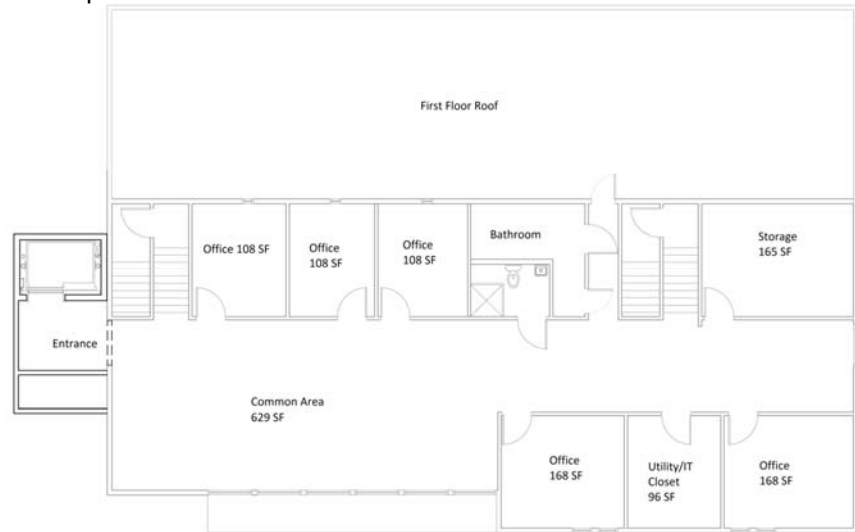 First Floor Roof
Office 108 SF
Office
108 SF
Office
108 SF
Bathroom
Storage
165 SF
Entrance
Common Area
629 SF
Office
168 SF
Utility/IT
Closet
96 SF
Office
168 SF